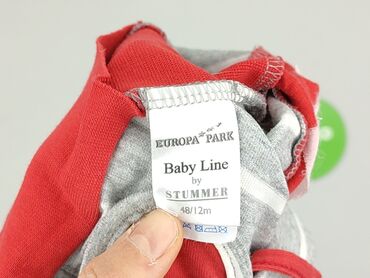 EUROPA PARK
Baby Line
by
STUMMER
48/12m